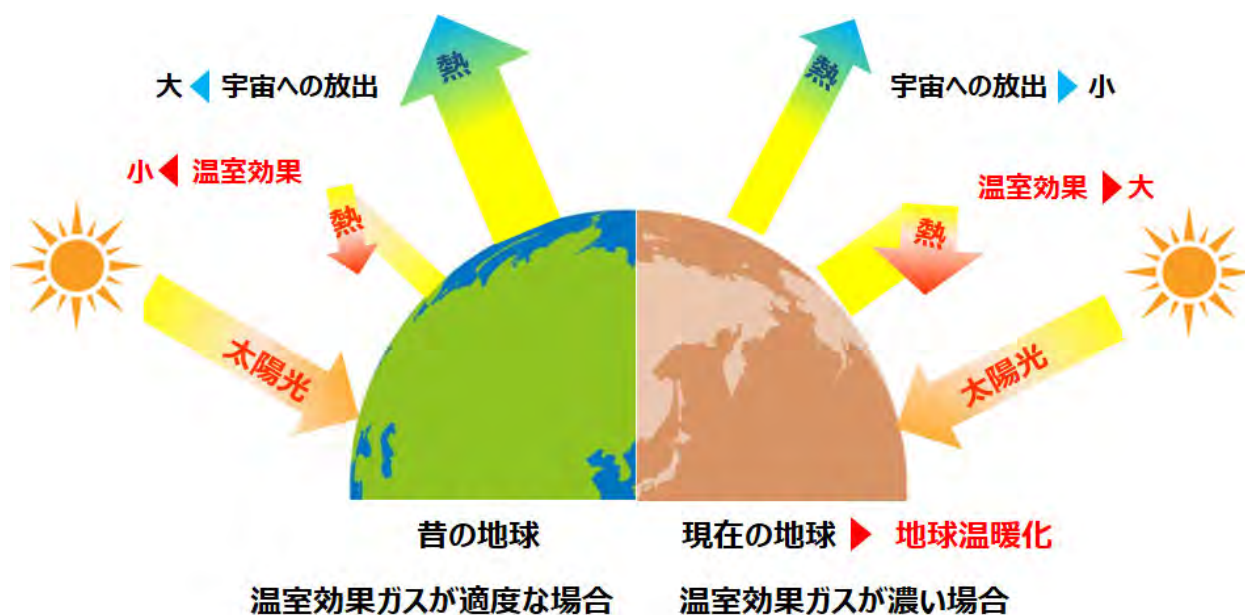 熱
大 ◀ 宇宙への放出
小 ◀ 温室効果
熱
太陽光
熱
宇宙への放出 ▶ 小
温室効果 ▶ 大
熱
太陽光
昔の地球
現在の地球 ▶ 地球温暖化
温室効果ガスが適度な場合
温室効果ガスが濃い場合